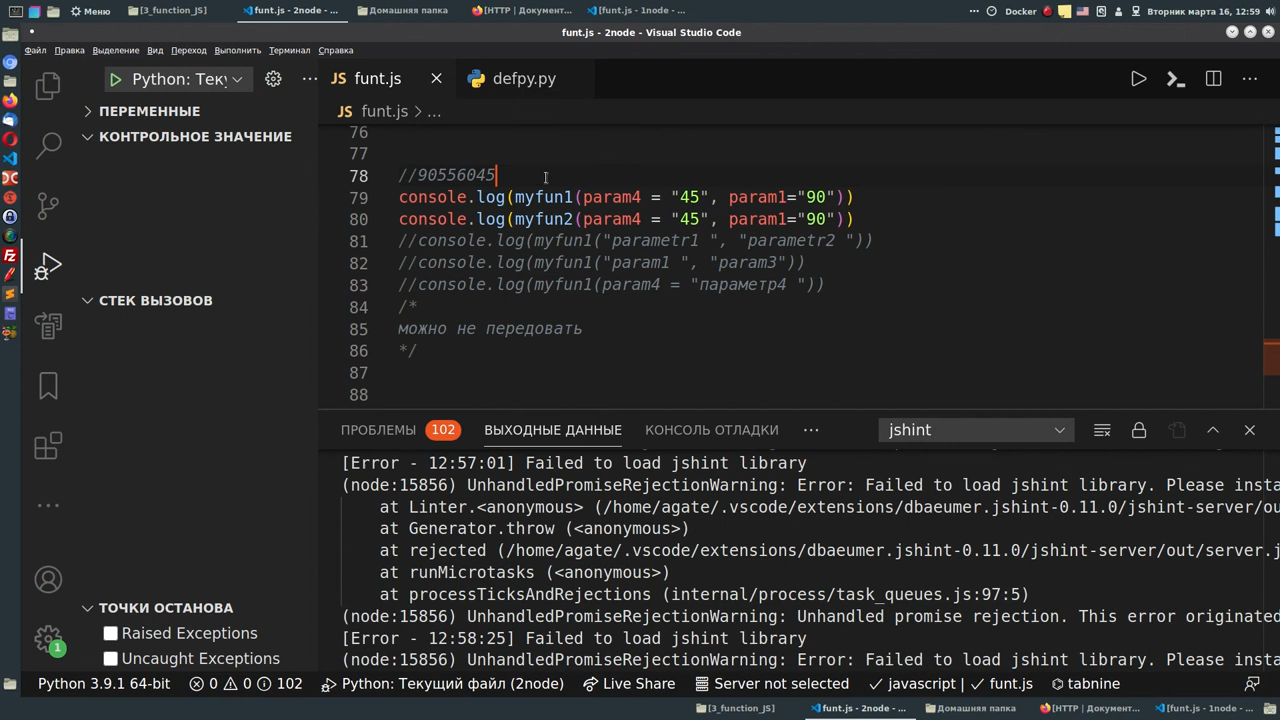 Меню
[3_function_JS]
funt.js - 2node - ...
Домашняя папка
[HTTP | Документ...
[funt.js - 1node - ...
Docker
Вторник марта 16, 12:59
funt.js - 2node - Visual Studio Code
Файл Правка Выделение Вид Переход Выполнить Терминал Справка
Python: Теку
JS funt.js
defpy.py
ПЕРЕМЕННЫЕ
JS funt.js > ...
КОНТРОЛЬНОЕ ЗНАЧЕНИЕ
76
77
78 //90556045
79 console.log(myfun1(param4 = "45", param1="90"))
80 console.log(myfun2(param4 = "45", param1="90"))
81 //console.log(myfun1("parametr1 ", "parametr2 "))
82 //console.log(myfun1("param1 ", "param3"))
83 //console.log(myfun1(param4 = "параметр4 "))
84 /*
85 можно не передовать
86 */
87
88
СТЕК ВЫЗОВОВ
ПРОБЛЕМЫ 102 ВЫХОДНЫЕ ДАННЫЕ КОНСОЛЬ ОТЛАДКИ ... jshint
[Error - 12:57:01] Failed to load jshint library
(node:15856) UnhandledPromiseRejectionWarning: Error: Failed to load jshint library. Please insta
at Linter.<anonymous> (/home/agate/.vscode/extensions/dbaeumer.jshint-0.11.0/jshint-server/ou
at Generator.throw (<anonymous>)
at rejected (/home/agate/.vscode/extensions/dbaeumer.jshint-0.11.0/jshint-server/out/server.j
at runMicrotasks (<anonymous>)
at processTicksAndRejections (internal/process/task_queues.js:97:5)
(node:15856) UnhandledPromiseRejectionWarning: Unhandled promise rejection. This error originated
[Error - 12:58:25] Failed to load jshint library
(node:15856) UnhandledPromiseRejectionWarning: Error: Failed to load jshint library. Please insta
ТОЧКИ ОСТАНОВА
Raised Exceptions
Uncaught Exceptions
1
Python 3.9.1 64-bit 0 0 102 Python: Текущий файл (2node) Live Share Server not selected javascript | funt.js tabnine
[3_function_JS]
funt.js - 2node - ...
Домашняя папка
[HTTP | Документ...
[funt.js - 1node - ...